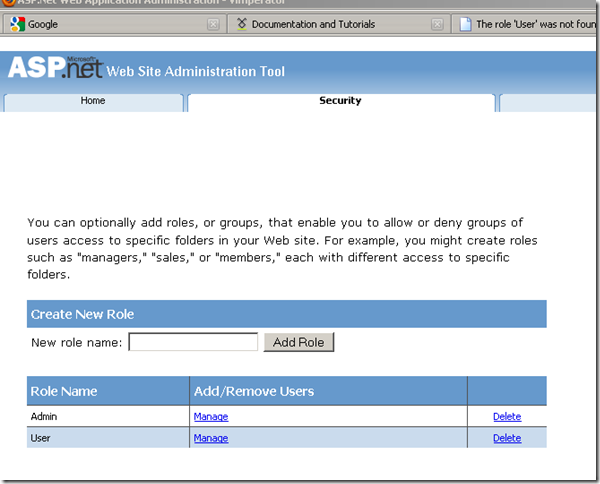 ASP.Net Web Application Administration - Vimperator
Google
Documentation and Tutorials
The role 'User' was not foun
Microsoft
ASP.net Web Site Administration Tool
Home
Security
You can optionally add roles, or groups, that enable you to allow or deny groups of
users access to specific folders in your Web site. For example, you might create roles
such as "managers," "sales," or "members," each with different access to specific
folders.
Create New Role
New role name:
Add Role
Role Name Add/Remove Users
Admin Manage Delete
User Manage Delete